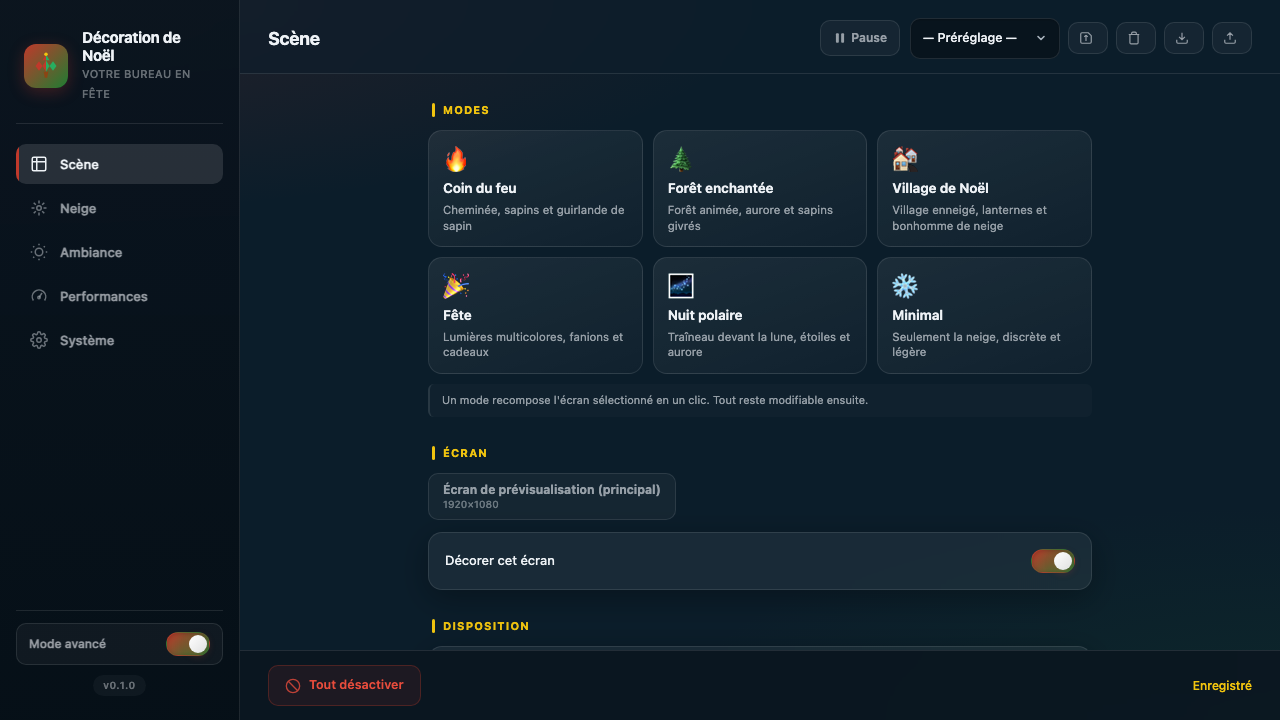 Décoration de
Noël
VOTRE BUREAU EN
FÊTE
Scène
Neige
Ambiance
Performances
Système
Mode avancé
v0.1.0
Scène
Pause
— Préréglage —
MODES
Coin du feu
Cheminée, sapins et guirlande de
sapin
Forêt enchantée
Forêt animée, aurore et sapins
givrés
Village de Noël
Village enneigé, lanternes et
bonhomme de neige
Fête
Lumières multicolores, fanions et
cadeaux
Nuit polaire
Traîneau devant la lune, étoiles et
aurore
Minimal
Seulement la neige, discrète et
légère
Un mode recompose l'écran sélectionné en un clic. Tout reste modifiable ensuite.
ÉCRAN
Écran de prévisualisation (principal)
1920×1080
Décorer cet écran
DISPOSITION
Tout désactiver
Enregistré